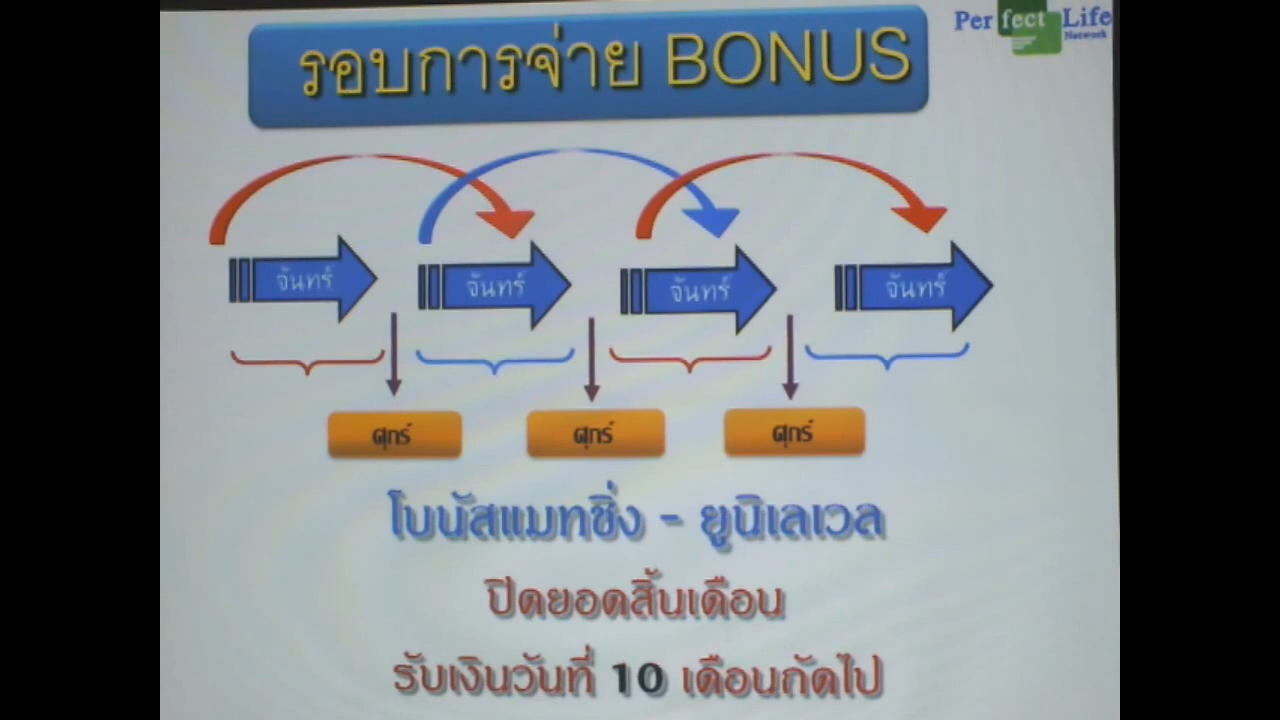 Perfect Life
Network
รอบการจ่าย BONUS
จันทร์ จันทร์ จันทร์ จันทร์
ศุกร์ ศุกร์ ศุกร์
โบนัสแมทชิ่ง - ยูนิเลเวล
ปิดยอดสิ้นเดือน
รับเงินวันที่ 10 เดือนถัดไป